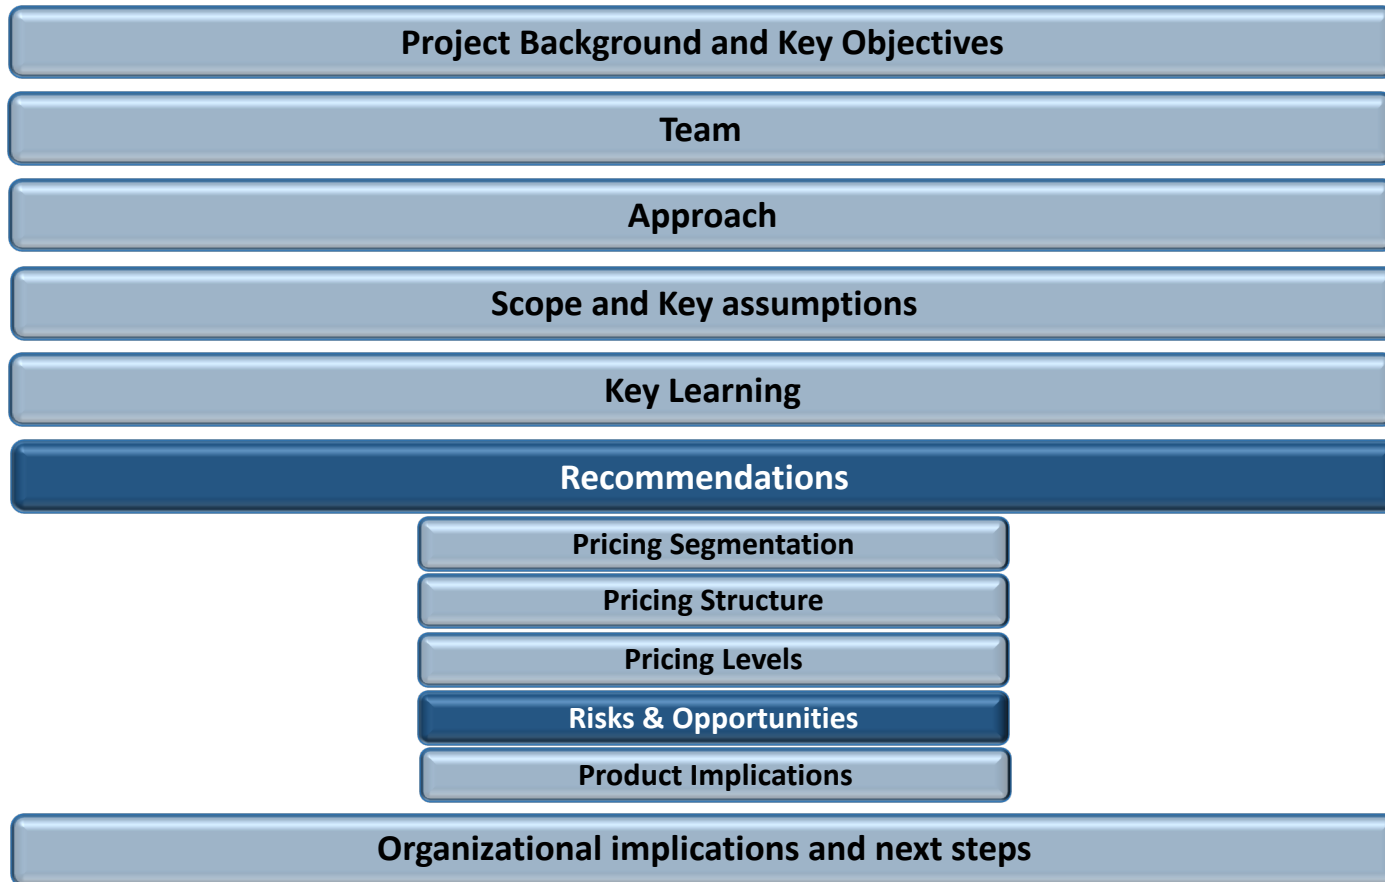 Project Background and Key Objectives
Team
Approach
Scope and Key assumptions
Key Learning
Recommendations
Pricing Segmentation
Pricing Structure
Pricing Levels
Risks & Opportunities
Product Implications
Organizational implications and next steps